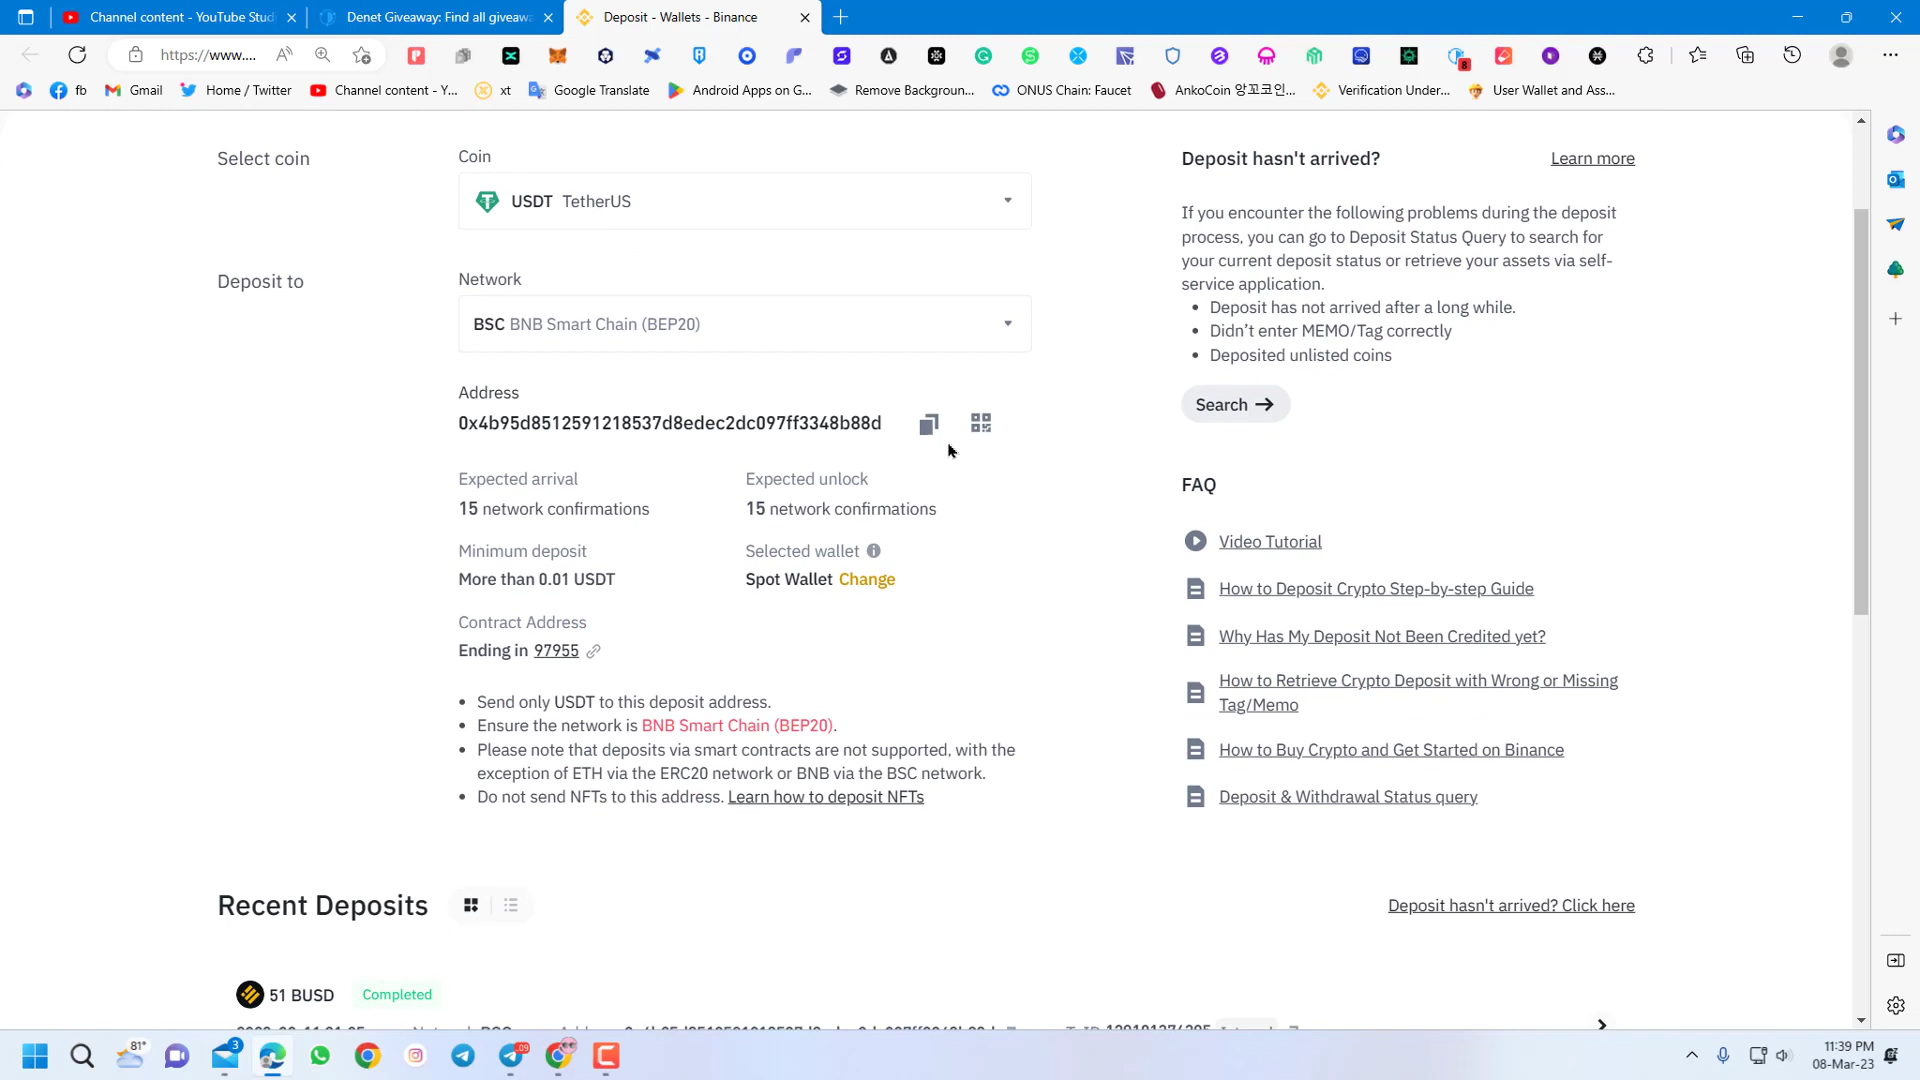 Channel content - YouTube Stud
Denet Giveaway: Find all giveaw
Deposit - Wallets - Binance
https://www....
8
fb
Gmail
Home / Twitter
Channel content - Y...
xt
Google Translate
Android Apps on G...
Remove Backgroun...
ONUS Chain: Faucet
AnkoCoin 앙꼬코인...
Verification Under...
User Wallet and Ass...
Select coin
Coin
USDT TetherUS
Deposit to
Network
BSC BNB Smart Chain (BEP20)
Address
0x4b95d8512591218537d8edec2dc097ff3348b88d
Expected arrival
15 network confirmations
Expected unlock
15 network confirmations
Minimum deposit
More than 0.01 USDT
Selected wallet
Spot Wallet Change
Contract Address
Ending in 97955
• Send only USDT to this deposit address.
• Ensure the network is BNB Smart Chain (BEP20).
• Please note that deposits via smart contracts are not supported, with the
exception of ETH via the ERC20 network or BNB via the BSC network.
• Do not send NFTs to this address. Learn how to deposit NFTs
Deposit hasn't arrived?
Learn more
If you encounter the following problems during the deposit
process, you can go to Deposit Status Query to search for
your current deposit status or retrieve your assets via self-
service application.
• Deposit has not arrived after a long while.
• Didn't enter MEMO/Tag correctly
• Deposited unlisted coins
Search →
FAQ
Video Tutorial
How to Deposit Crypto Step-by-step Guide
Why Has My Deposit Not Been Credited yet?
How to Retrieve Crypto Deposit with Wrong or Missing
Tag/Memo
How to Buy Crypto and Get Started on Binance
Deposit & Withdrawal Status query
Recent Deposits
Deposit hasn't arrived? Click here
51 BUSD
Completed
81°
3
11:39 PM
08-Mar-23